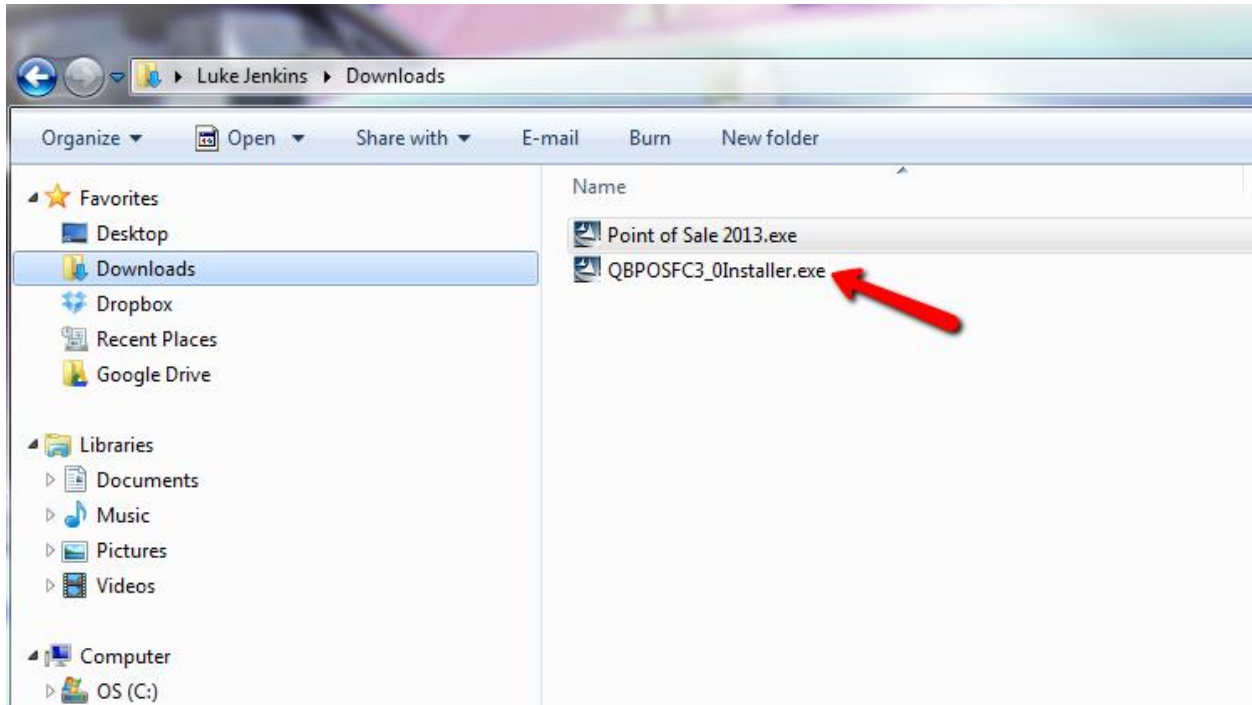 Luke Jenkins Downloads
Organize Open Share with E-mail Burn New folder
Favorites
Desktop
Downloads
Dropbox
Recent Places
Google Drive
Libraries
Documents
Music
Pictures
Videos
Computer
OS (C:)
Name
Point of Sale 2013.exe
QBPOSFC3_0Installer.exe